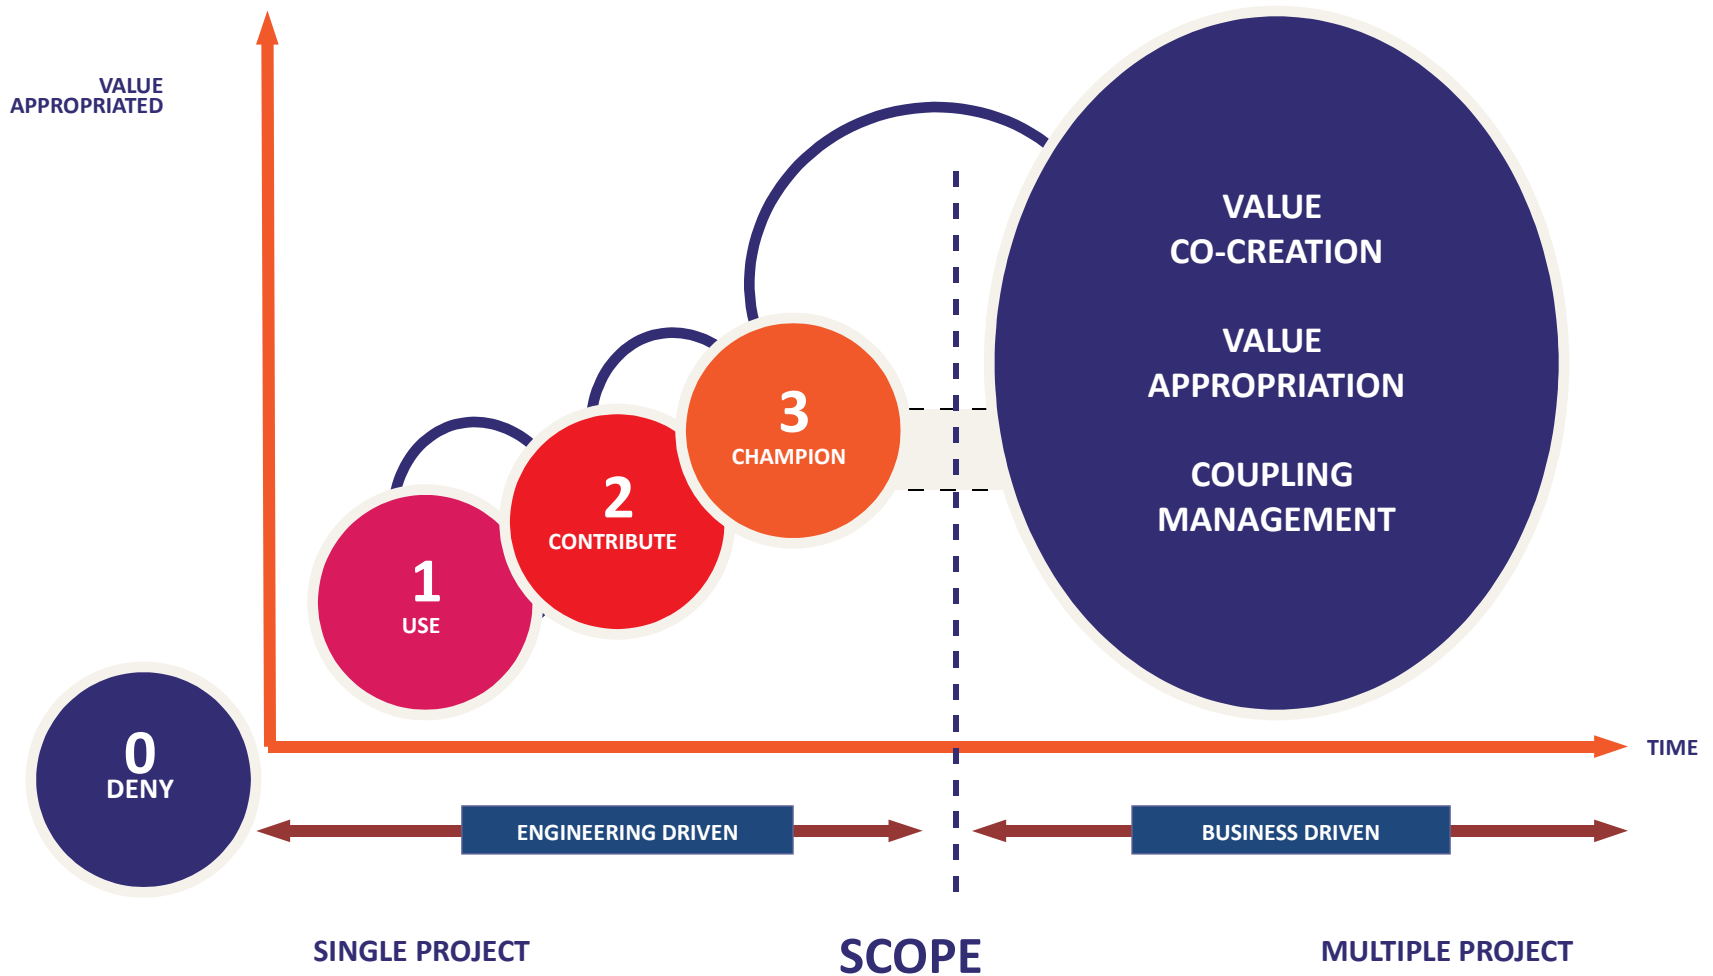 VALUE
APPROPRIATED
VALUE
CO-CREATION
VALUE
APPROPRIATION
COUPLING
MANAGEMENT
3
CHAMPION
2
CONTRIBUTE
1
USE
0
DENY
TIME
ENGINEERING DRIVEN
BUSINESS DRIVEN
SINGLE PROJECT
SCOPE
MULTIPLE PROJECT